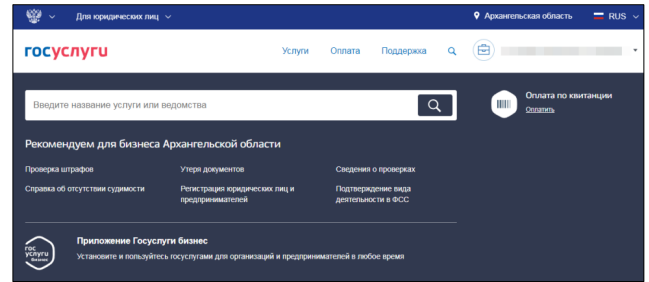 Для юридических лиц
Архангельская область
RUS
госуслуги
Услуги
Оплата
Поддержка
Введите название услуги или ведомства
Оплата по квитанции
Оплатить
Рекомендуем для бизнеса Архангельской области
Проверка штрафов
Утеря документов
Сведения о проверках
Справка об отсутствии судимости
Регистрация юридических лиц и
предпринимателей
Подтверждение вида
деятельности в ФСС
гос
услуги
бизнес
Приложение Госуслуги бизнес
Установите и пользуйтесь госуслугами для организаций и предпринимателей в любое время